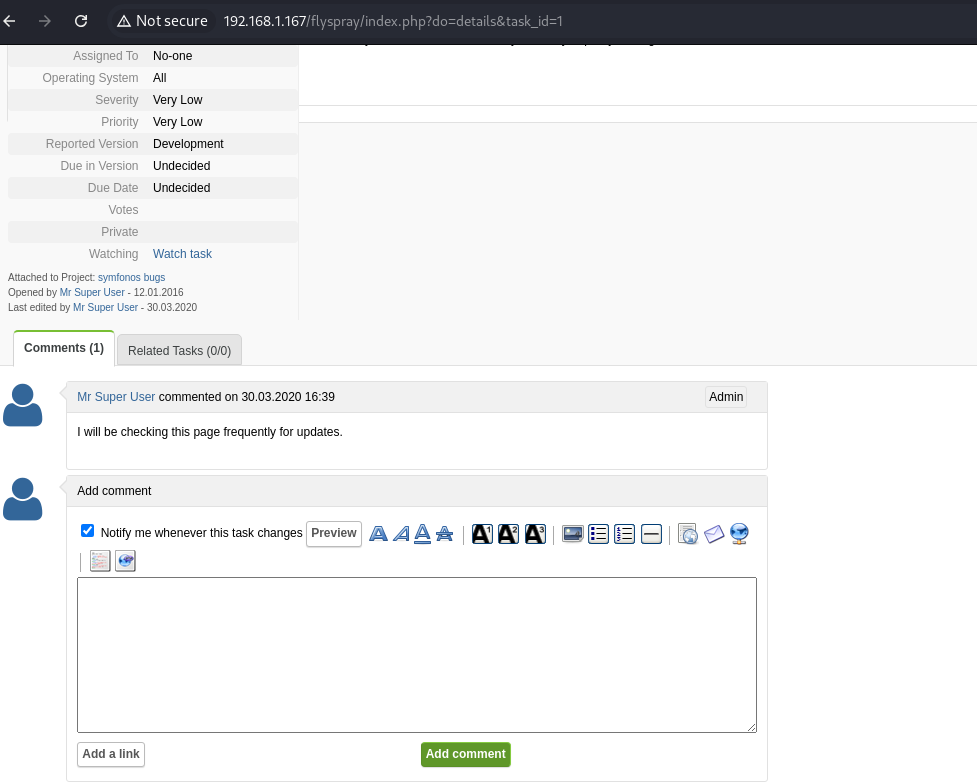 Not secure 192.168.1.167/flyspray/index.php?do=details&task_id=1
Assigned To No-one
Operating System All
Severity Very Low
Priority Very Low
Reported Version Development
Due in Version Undecided
Due Date Undecided
Votes
Private
Watching Watch task
Attached to Project: symfonos bugs
Opened by Mr Super User - 12.01.2016
Last edited by Mr Super User - 30.03.2020
Comments (1) Related Tasks (0/0)
Mr Super User commented on 30.03.2020 16:39 Admin
I will be checking this page frequently for updates.
Add comment
Notify me whenever this task changes Preview A A A A A1 A2 A3
Add a link Add comment